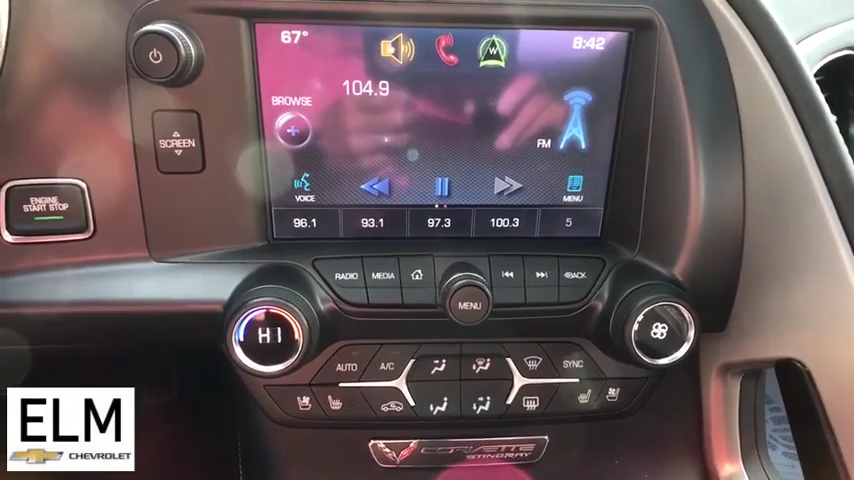 67°
W
8:42
104.9
BROWSE
SCREEN
FM
ENGINE
START STOP
VOICE
MENU
96.1 93.1 97.3 100.3 5
RADIO MEDIA BACK
MENU
HI
AUTO A/C SYNC
ELM
CHEVROLET
CORVETTE
STINGRAY